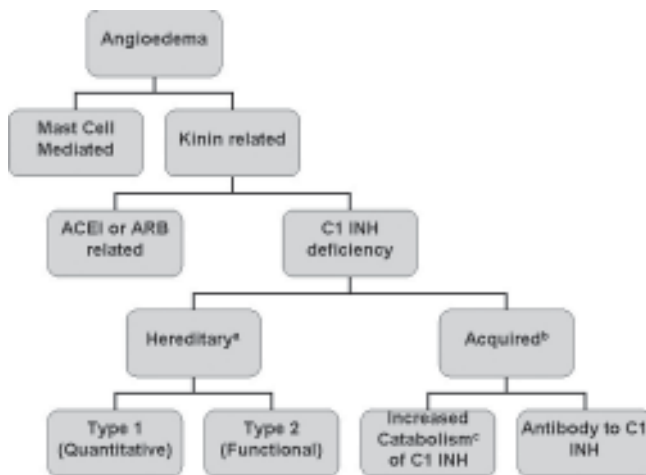 Angioedema
Mast Cell
Mediated
Kinin related
ACEI or ARB
related
C1 INH
deficiency
Hereditaryᵃ
Acquiredᵇ
Type 1
(Quantitative)
Type 2
(Functional)
Increased
Catabolismᶜ
of C1 INH
Antibody to C1
INH